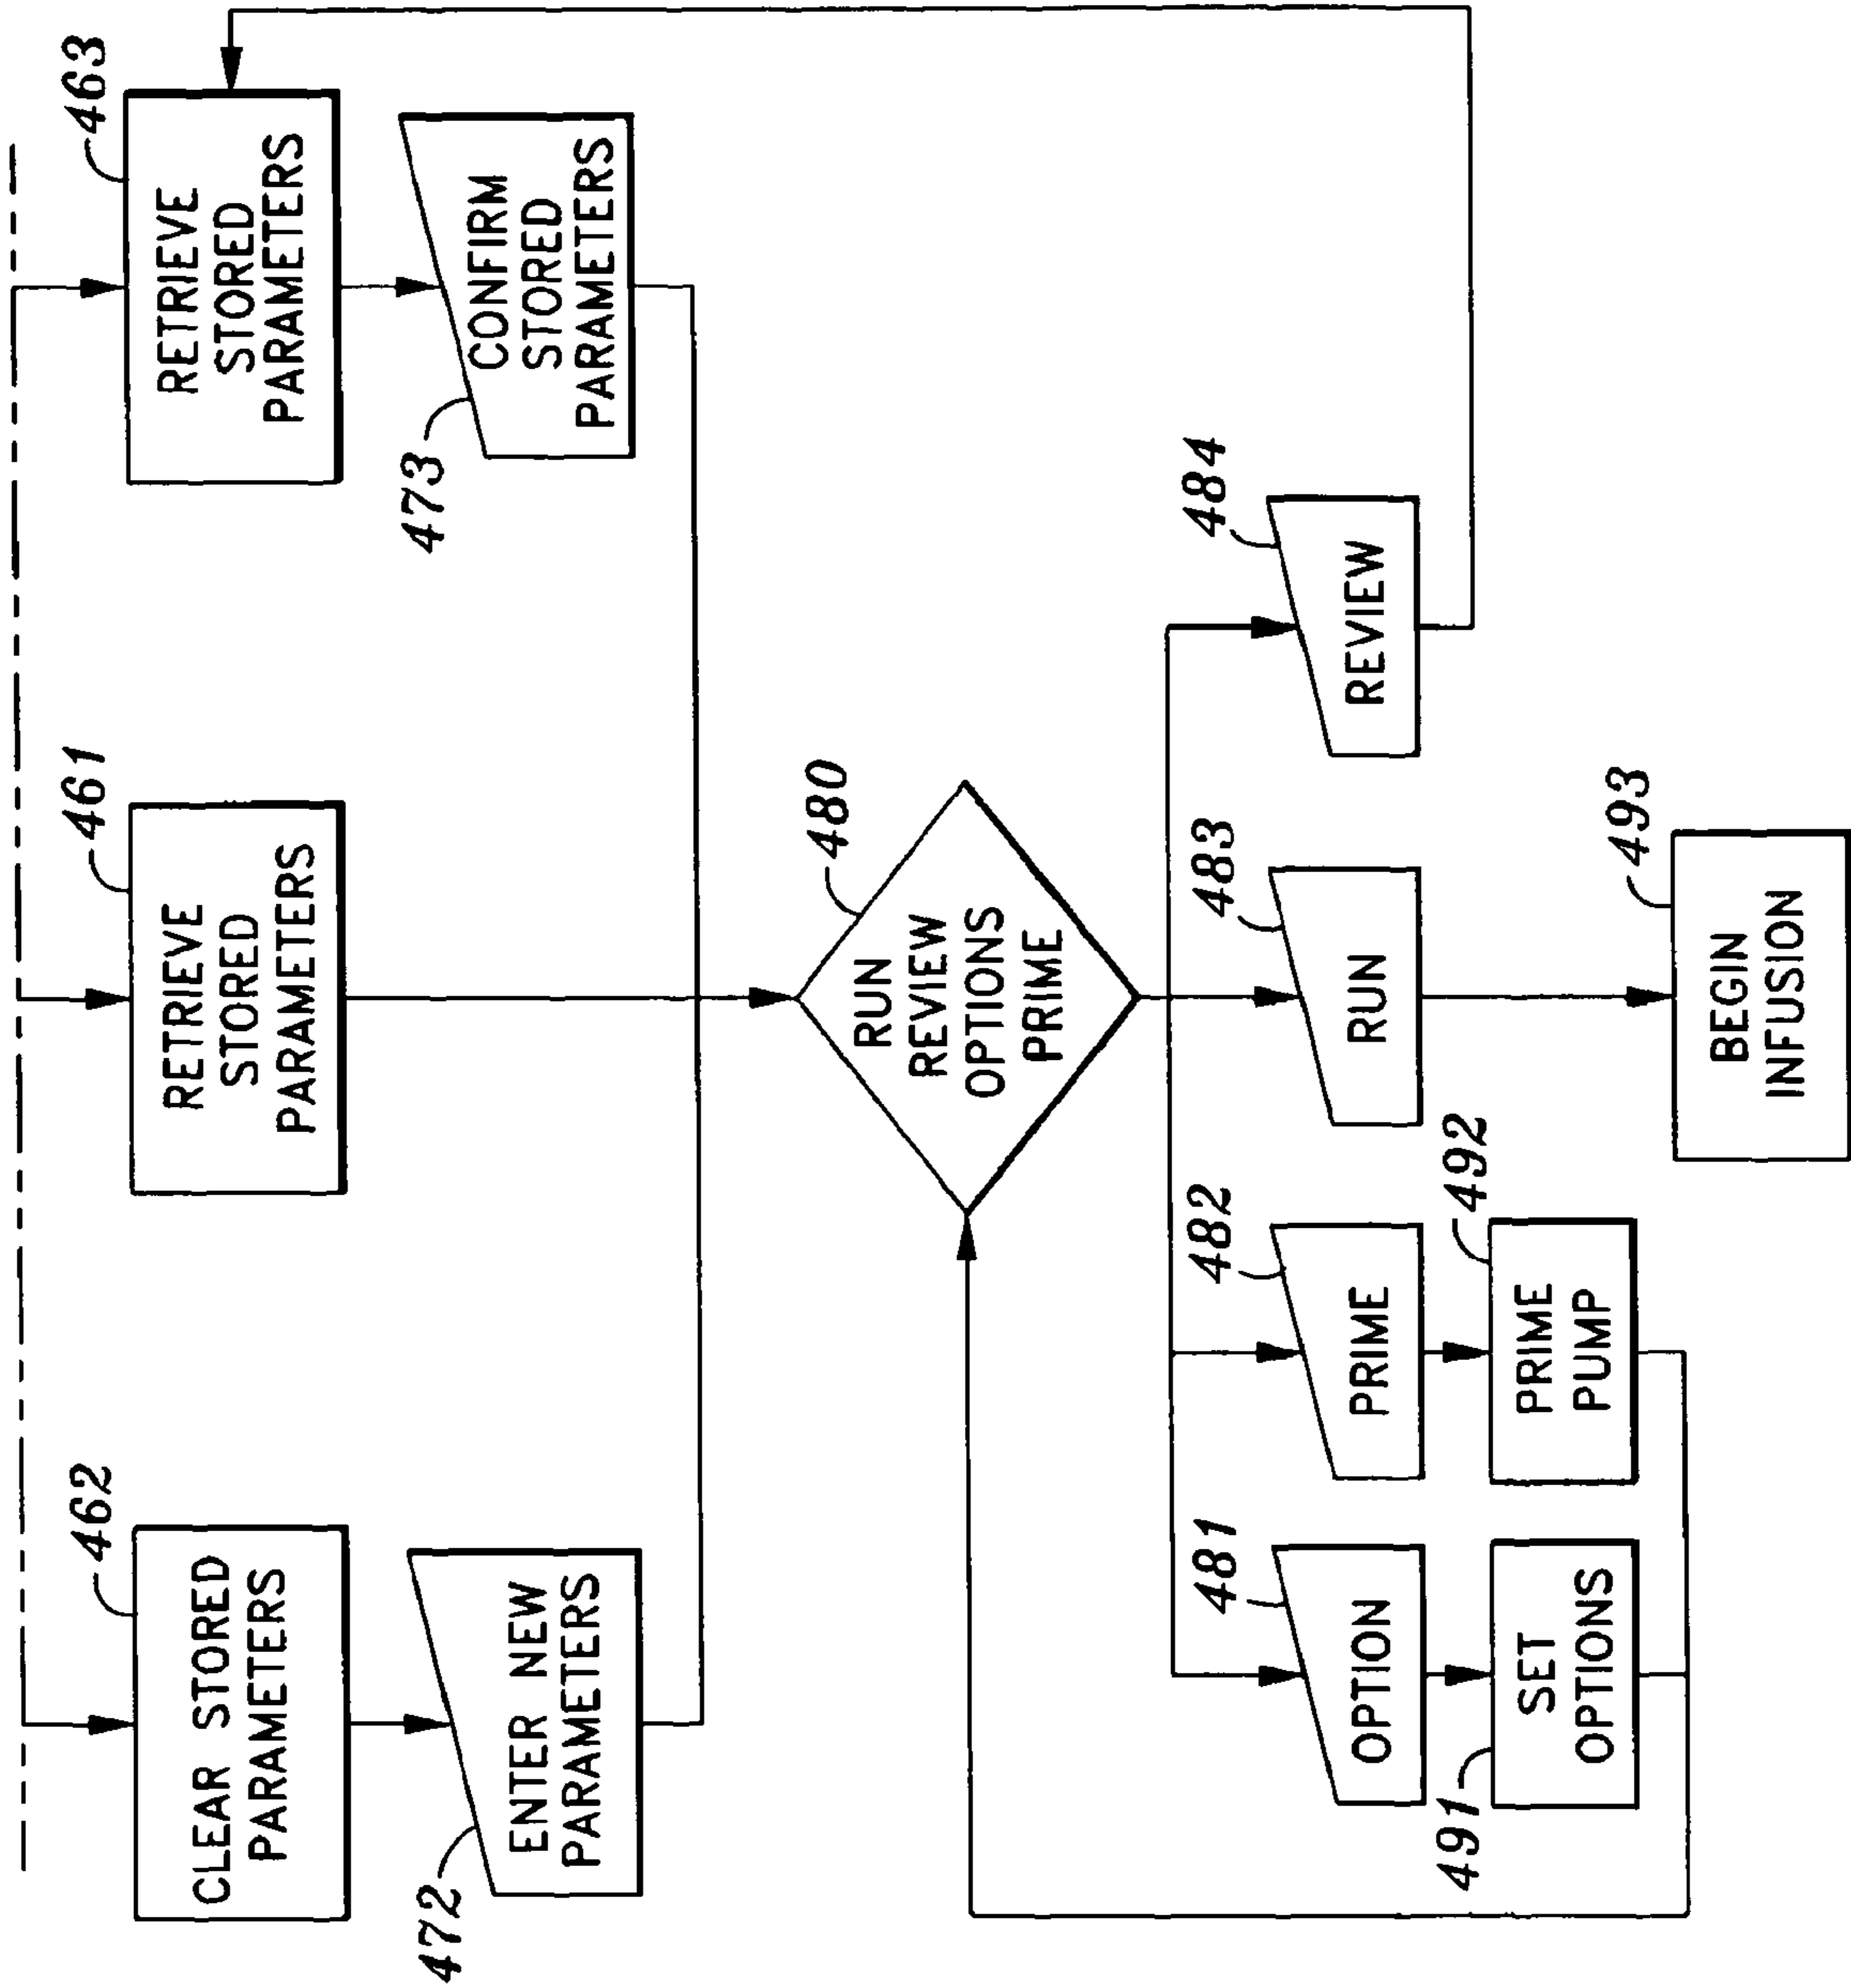 462
CLEAR STORED
PARAMETERS
461
RETRIEVE
STORED
PARAMETERS
463
RETRIEVE
STORED
PARAMETERS
472
ENTER NEW
PARAMETERS
473
CONFIRM
STORED
PARAMETERS
480
RUN
REVIEW
OPTIONS
PRIME
481
OPTION
482
PRIME
483
RUN
484
REVIEW
491
SET
OPTIONS
492
PRIME
PUMP
493
BEGIN
INFUSION